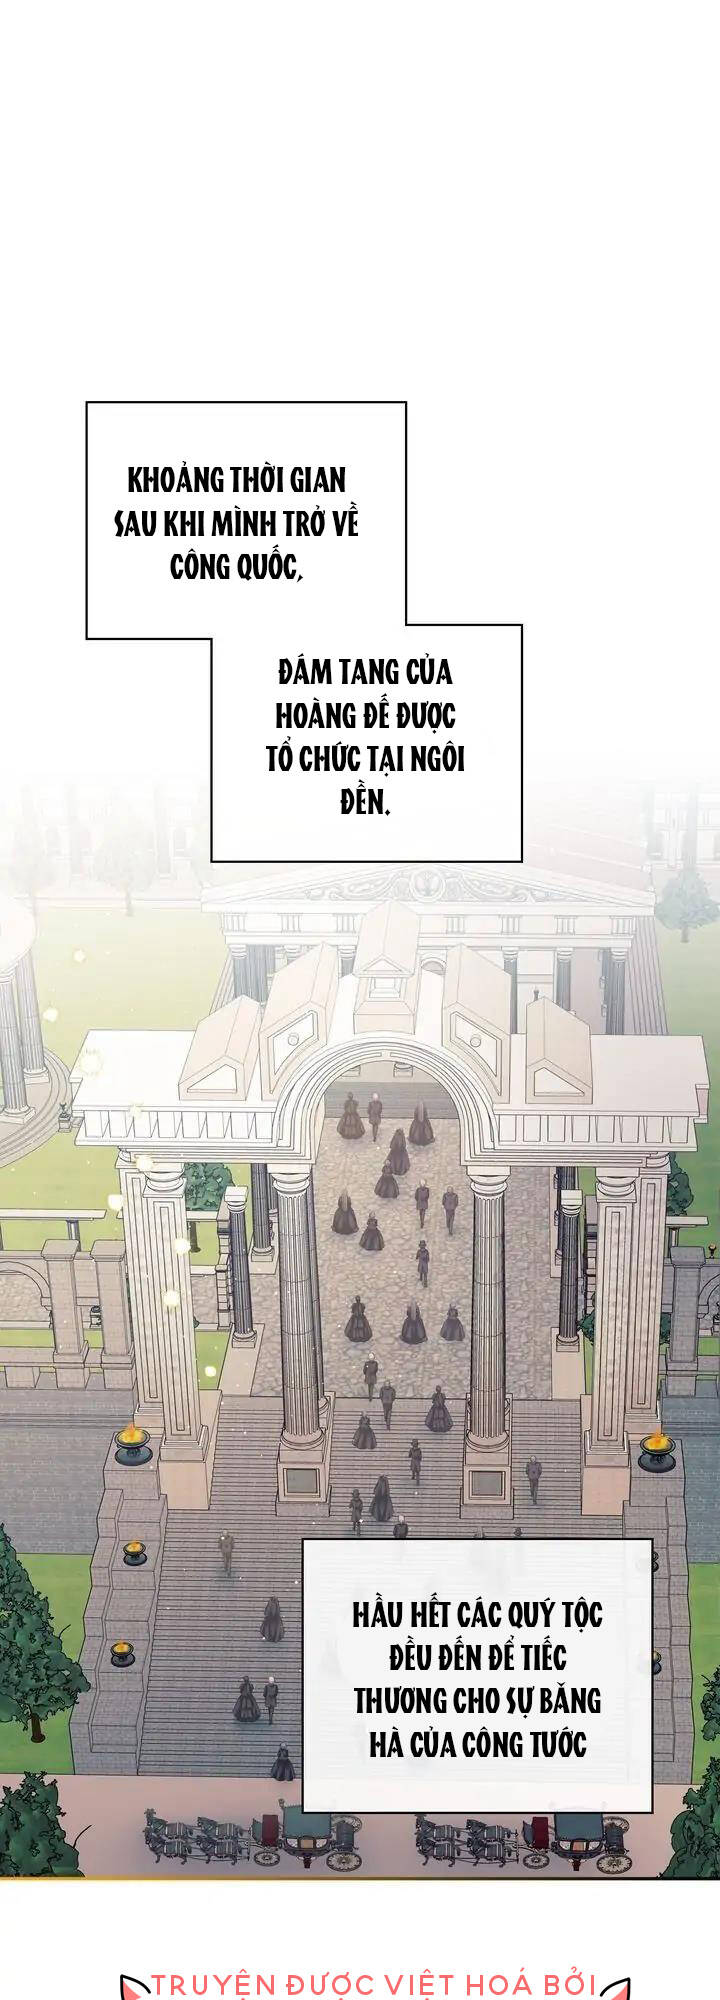 KHOẢNG THỜI GIAN
SAU KHI MÌNH TRỞ VỀ
CÔNG QUỐC,
ĐÁM TANG CỦA
HOÀNG ĐẾ ĐƯỢC
TỔ CHỨC TẠI NGÔI
ĐỀN.
HẦU HẾT CÁC QUÝ TỘC
ĐỀU ĐẾN ĐỂ TIẾC
THƯƠNG CHO SỰ BĂNG
HÀ CỦA CÔNG TƯỚC
TRUYỆN ĐƯỢC VIỆT HOÁ BỞI